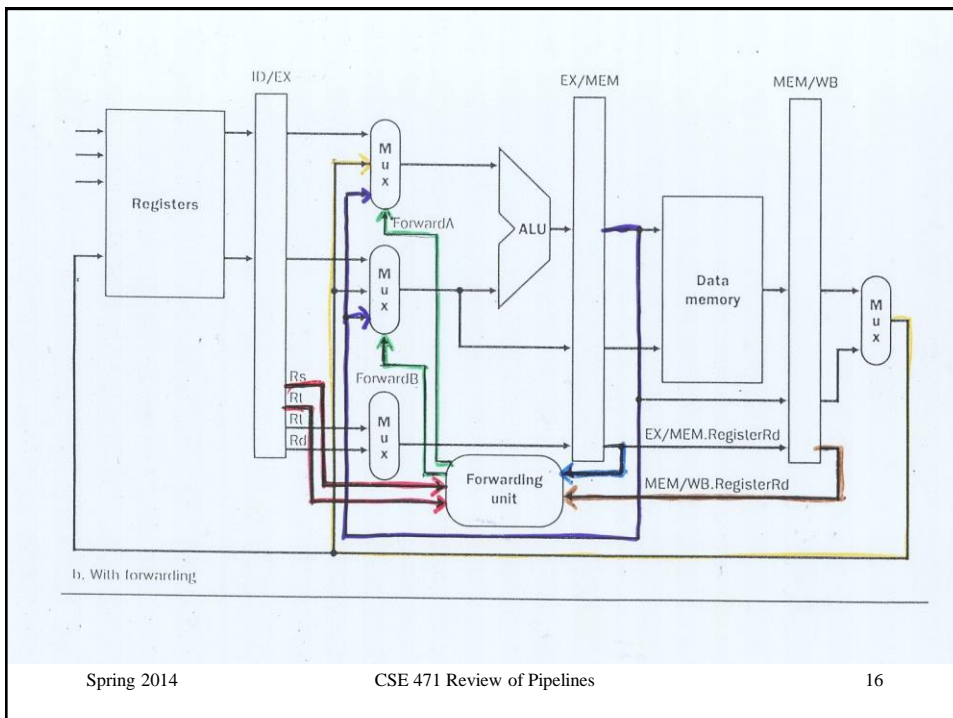 ID/EX
EX/MEM
MEM/WB
Registers
M
u
x
ForwardA
ALU
M
u
x
Data
memory
M
u
x
ForwardB
Rs
Rt
Rt
Rd
M
u
x
EX/MEM.RegisterRd
Forwarding
unit
MEM/WB.RegisterRd
b. With forwarding
Spring 2014
CSE 471 Review of Pipelines
16